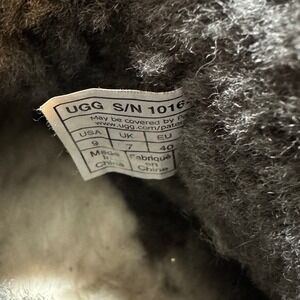 UGG S/N 1016
May be covered by
www.ugg.com/pate
USA UK EU
9 7 40
Made Fabriqué
in en
China Chine